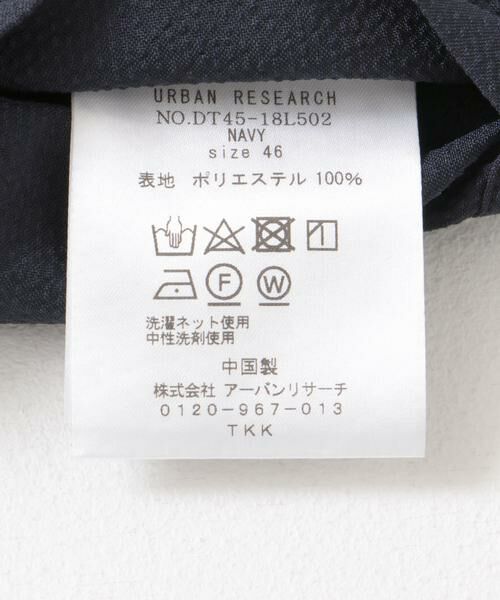 URBAN RESEARCH
NO.DT45-18L502
NAVY
size 46
表地 ポリエステル 100%
F W
洗濯ネット使用
中性洗剤使用
中国製
株式会社 アーバンリサーチ
0120-967-013
TKK